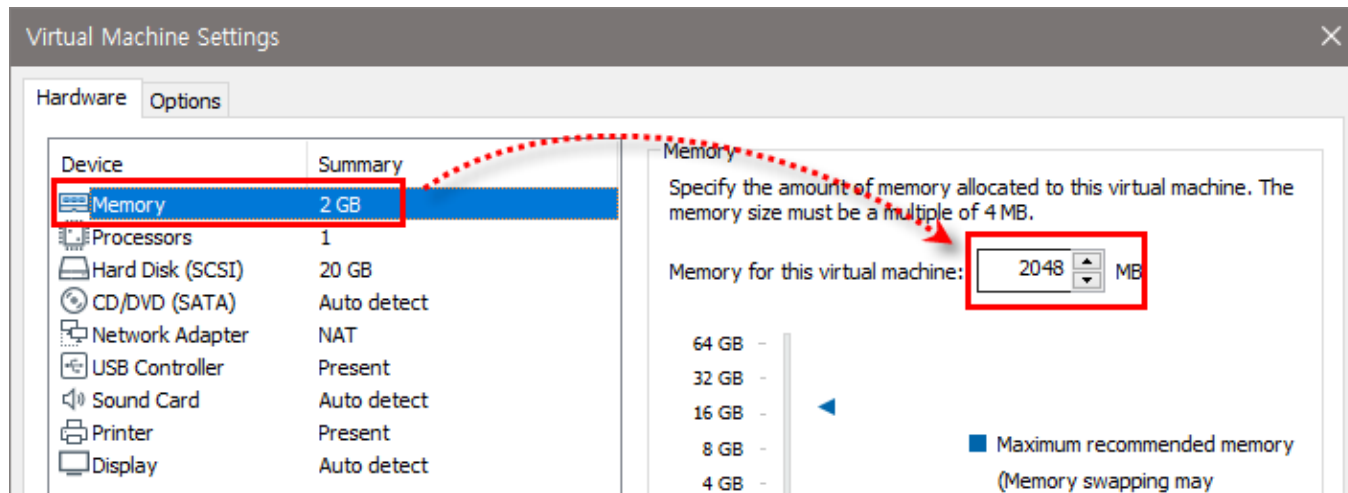 Virtual Machine Settings
Hardware Options
Device Summary
Memory 2 GB
Processors 1
Hard Disk (SCSI) 20 GB
CD/DVD (SATA) Auto detect
Network Adapter NAT
USB Controller Present
Sound Card Auto detect
Printer Present
Display Auto detect
Memory
Specify the amount of memory allocated to this virtual machine. The
memory size must be a multiple of 4 MB.
Memory for this virtual machine: 2048 MB
64 GB
32 GB
16 GB
8 GB
4 GB
Maximum recommended memory
(Memory swapping may